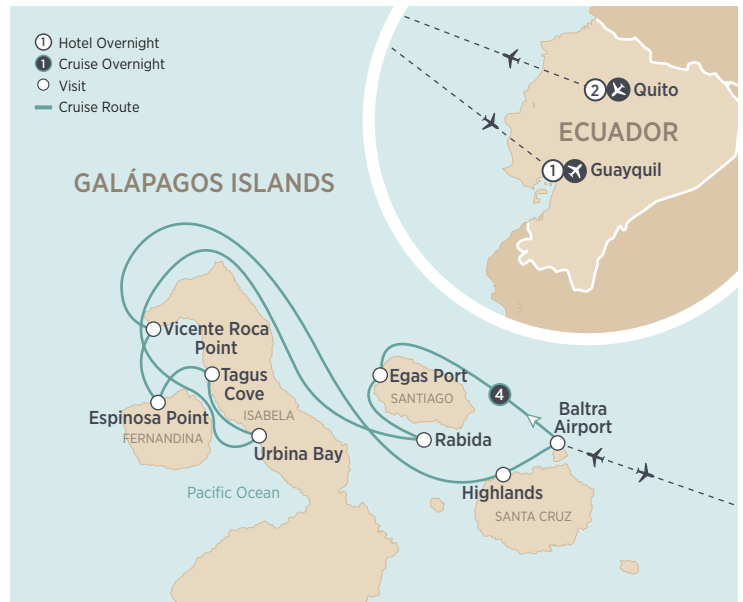 1 Hotel Overnight
1 Cruise Overnight
Visit
Cruise Route
2 Quito
ECUADOR
1 Guayquil
GALÁPAGOS ISLANDS
Vicente Roca
Point
Tagus
Cove
Espinosa Point
FERNANDINA
ISABELA
Urbina Bay
Pacific Ocean
Egas Port
SANTIAGO
4
Rabida
Baltra
Airport
Highlands
SANTA CRUZ